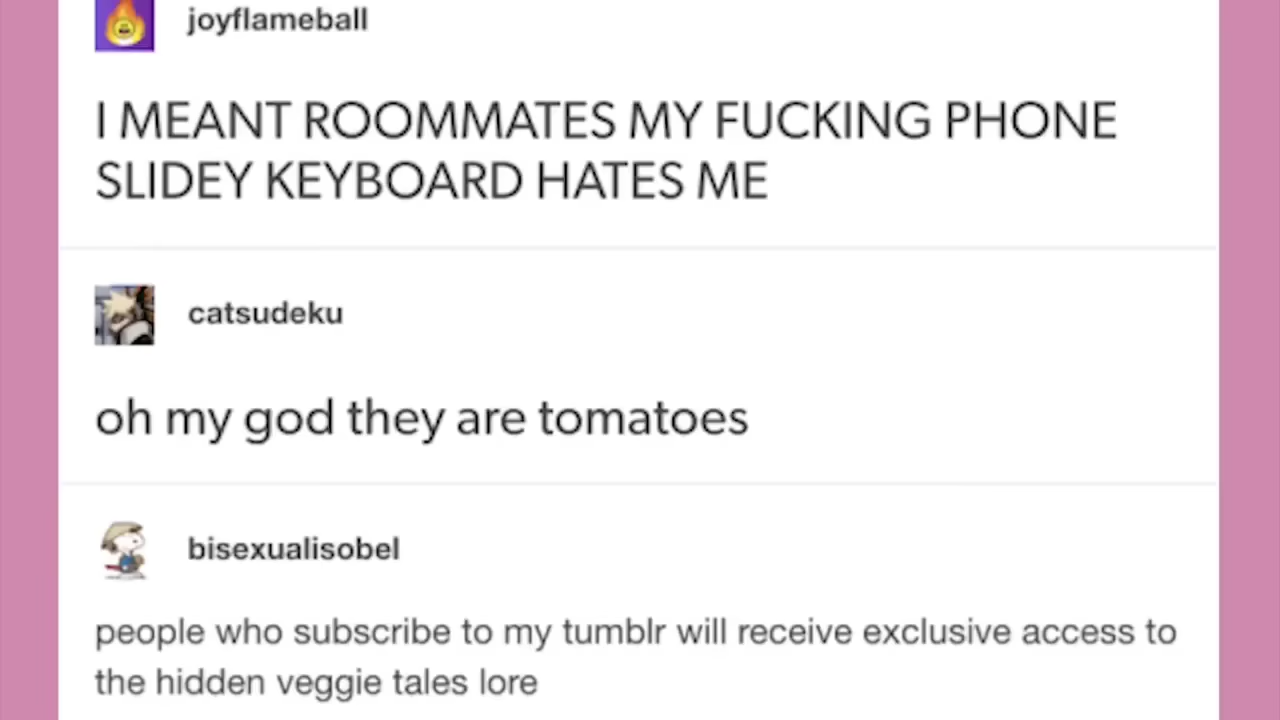 joyflameball
I MEANT ROOMMATES MY FUCKING PHONE
SLIDEY KEYBOARD HATES ME
catsudeku
oh my god they are tomatoes
bisexualisobel
people who subscribe to my tumblr will receive exclusive access to
the hidden veggie tales lore